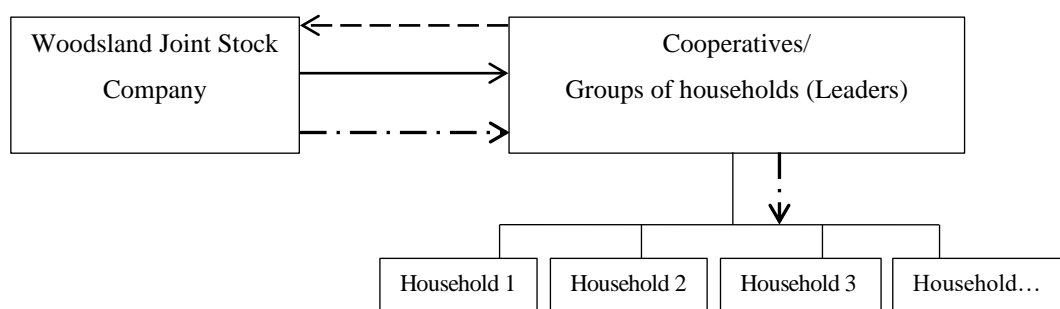 Woodsland Joint Stock
Company
Cooperatives/
Groups of households (Leaders)
Household 1
Household 2
Household 3
Household…